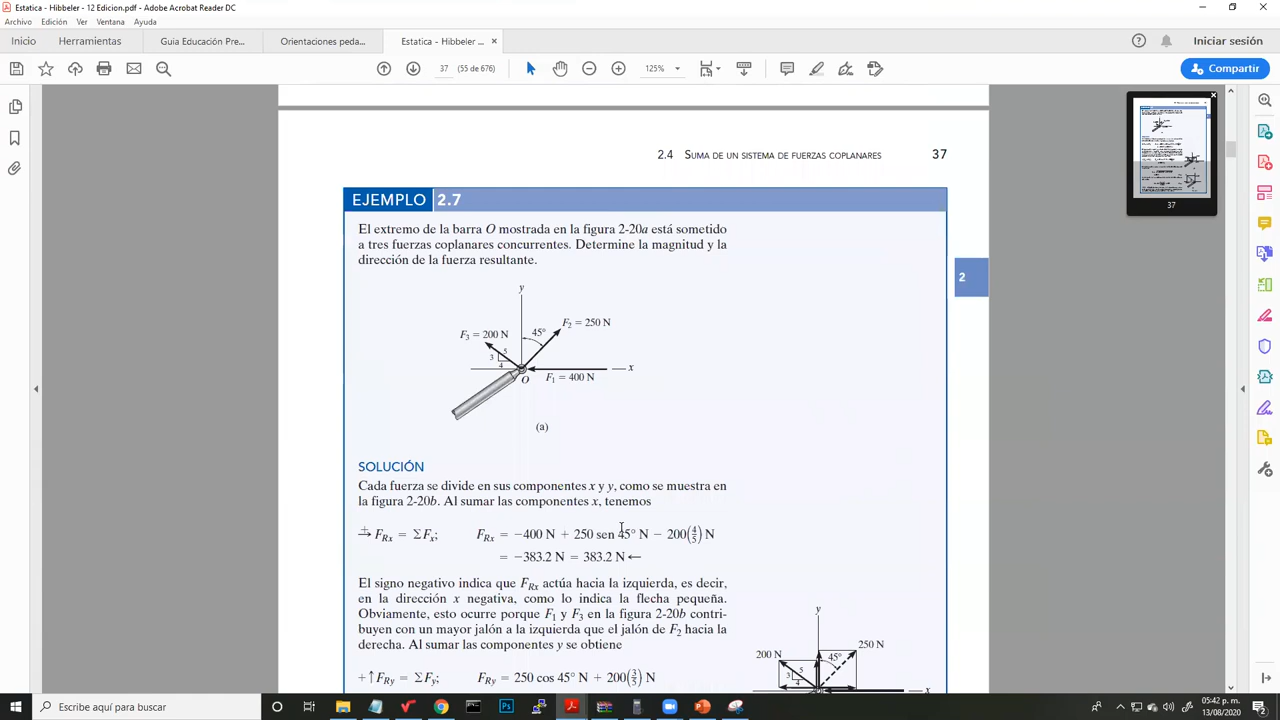 Estatica - Hibbeler - 12 Edicion.pdf - Adobe Acrobat Reader DC
Archivo Edición Ver Ventana Ayuda
Inicio Herramientas Guia Educación Pre... Orientaciones peda... Estatica - Hibbeler ... Iniciar sesión
37 (55 de 676) 125% Compartir
2.4 SUMA DE UN SISTEMA DE FUERZAS COPLANARES 37
EJEMPLO 2.7
El extremo de la barra O mostrada en la figura 2-20a está sometido
a tres fuerzas coplanares concurrentes. Determine la magnitud y la
dirección de la fuerza resultante.
2
37
y
F₃ = 200 N 45° F₂ = 250 N
5
3
4
x
O F₁ = 400 N
(a)
SOLUCIÓN
Cada fuerza se divide en sus componentes x y y, como se muestra en
la figura 2-20b. Al sumar las componentes x, tenemos
→+ F_Rx = ΣF_x; F_Rx = −400 N + 250 sen 45° N − 200(4/5) N
= −383.2 N = 383.2 N ←
El signo negativo indica que F_Rx actúa hacia la izquierda, es decir,
en la dirección x negativa, como lo indica la flecha pequeña.
Obviamente, esto ocurre porque F₁ y F₃ en la figura 2-20b contri-
buyen con un mayor jalón a la izquierda que el jalón de F₂ hacia la
derecha. Al sumar las componentes y se obtiene
+↑F_Ry = ΣF_y; F_Ry = 250 cos 45° N + 200(3/5) N
y
200 N 45° 250 N
5
3
4
x
Escribe aquí para buscar
05:42 p. m.
13/08/2020